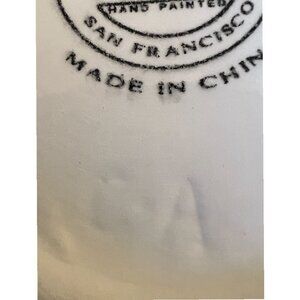 HAND PAINTED
SAN FRANCISCO
MADE IN CHIN